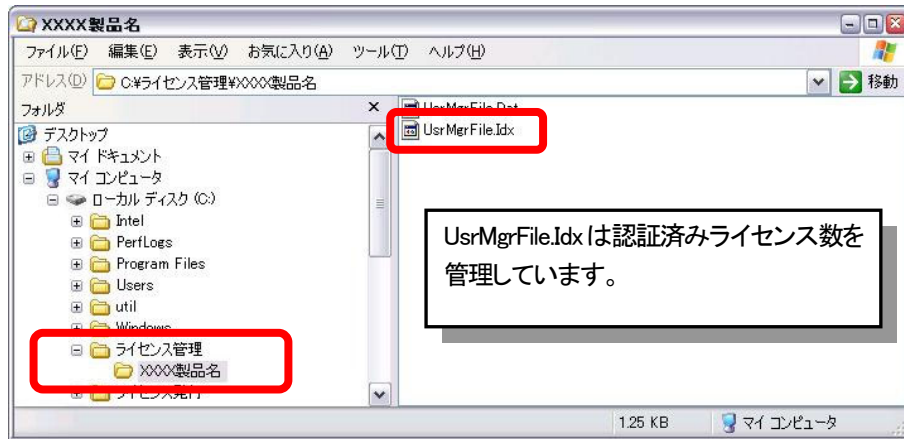 XXXX製品名
ファイル(F) 編集(E) 表示(V) お気に入り(A) ツール(T) ヘルプ(H)
アドレス(D) C:¥ライセンス管理¥XXXX製品名 移動
フォルダ
デスクトップ
マイ ドキュメント
マイ コンピュータ
ローカル ディスク (C:)
Intel
PerfLogs
Program Files
Users
util
Windows
ライセンス管理
XXXX製品名
ライセンス発行
UsrMgrFile.Dat
UsrMgrFile.Idx
UsrMgrFile.Idx は認証済みライセンス数を
管理しています。
1.25 KB マイ コンピュータ